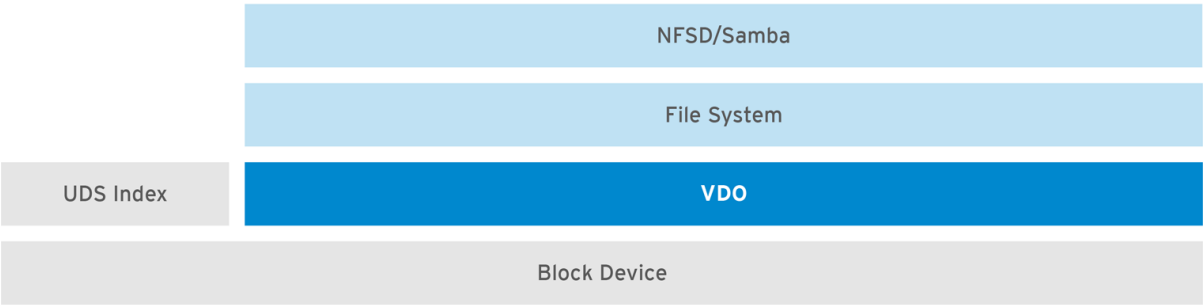 NFSD/Samba
File System
UDS Index
VDO
Block Device